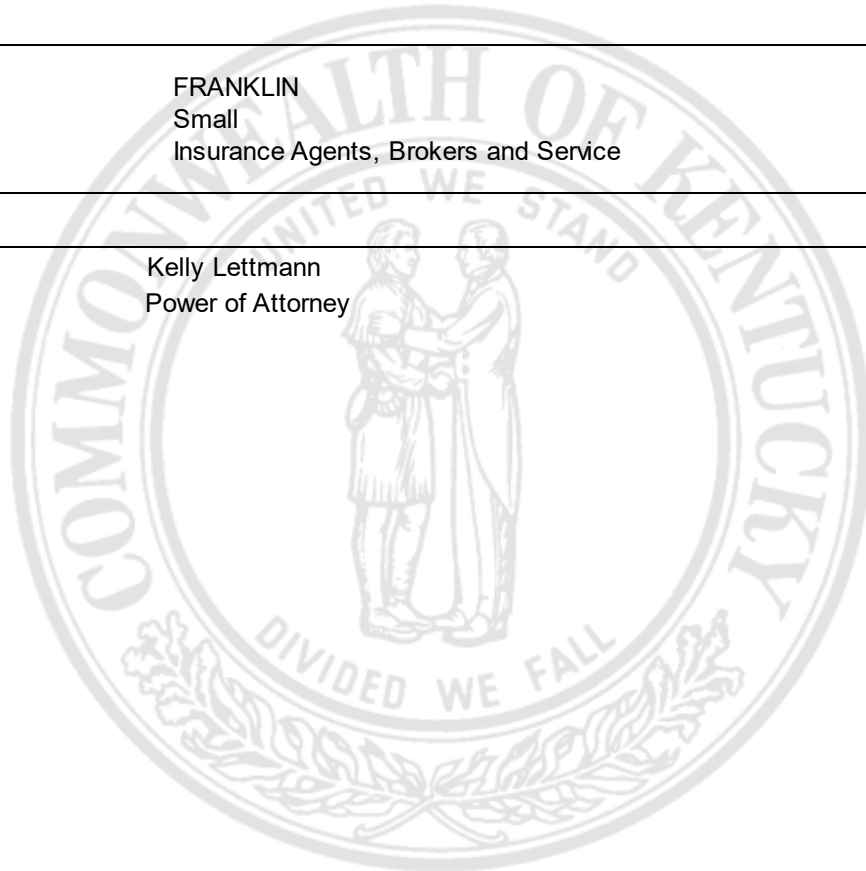 FRANKLIN
Small
Insurance Agents, Brokers and Service
Kelly Lettmann
Power of Attorney
COMMONWEALTH OF KENTUCKY
UNITED WE STAND
DIVIDED WE FALL